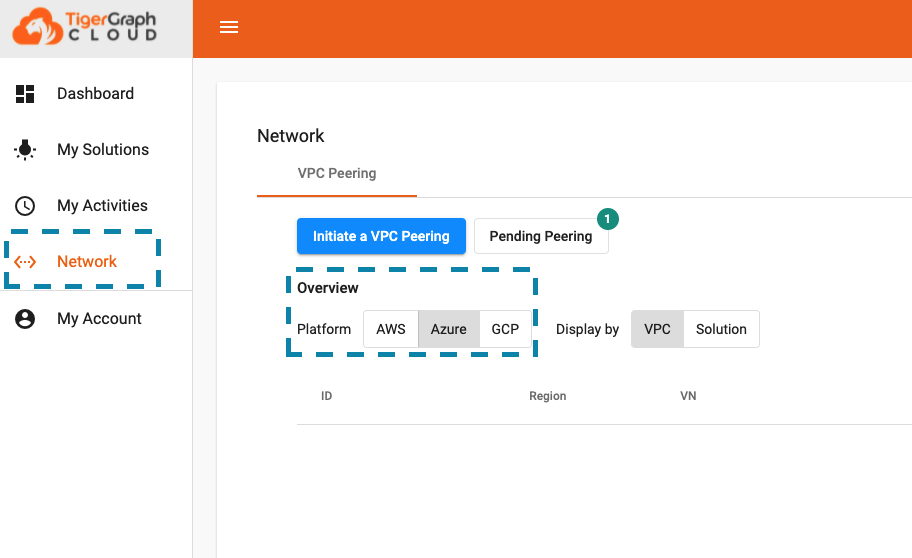 TigerGraph
CLOUD
Dashboard
My Solutions
My Activities
Network
My Account
Network
VPC Peering
Initiate a VPC Peering
Pending Peering
1
Overview
Platform AWS Azure GCP Display by VPC Solution
ID Region VN